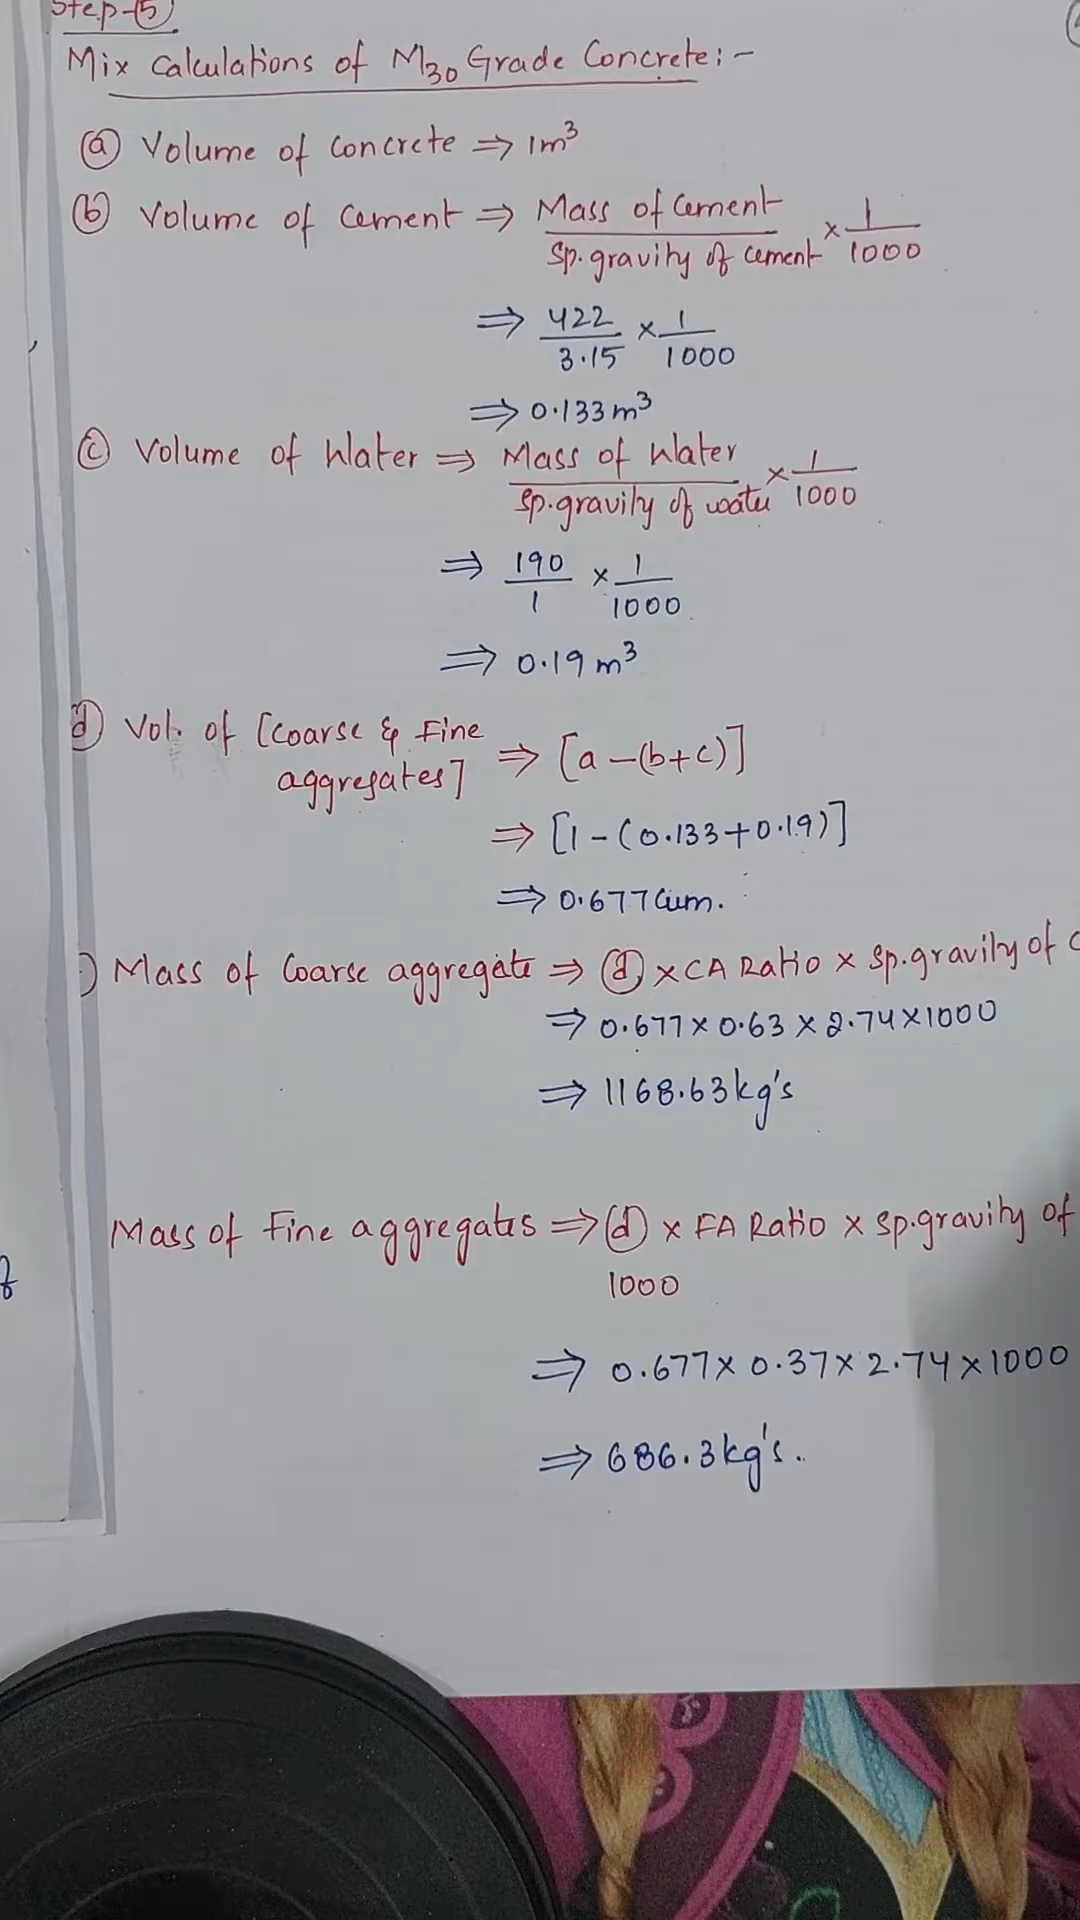 Step-⑤
Mix Calculations of M30 Grade Concrete:-
ⓐ Volume of Concrete ⇒ 1m³
ⓑ Volume of Cement ⇒ Mass of Cement / Sp.gravity of cement × 1/1000
⇒ 422/3.15 × 1/1000
⇒ 0.133 m³
ⓒ Volume of Water ⇒ Mass of Water / Sp.gravity of water × 1/1000
⇒ 190/1 × 1/1000
⇒ 0.19 m³
ⓓ Vol. of [Coarse & Fine aggregates] ⇒ [a-(b+c)]
⇒ [1-(0.133+0.19)]
⇒ 0.677 Cum.
) Mass of Coarse aggregate ⇒ ⓓ × CA Ratio × Sp.gravity of C
⇒ 0.677 × 0.63 × 2.74 × 1000
⇒ 1168.63 kg's
Mass of Fine aggregates ⇒ ⓓ × FA Ratio × Sp.gravity of
1000
⇒ 0.677 × 0.37 × 2.74 × 1000
⇒ 686.3 kg's.